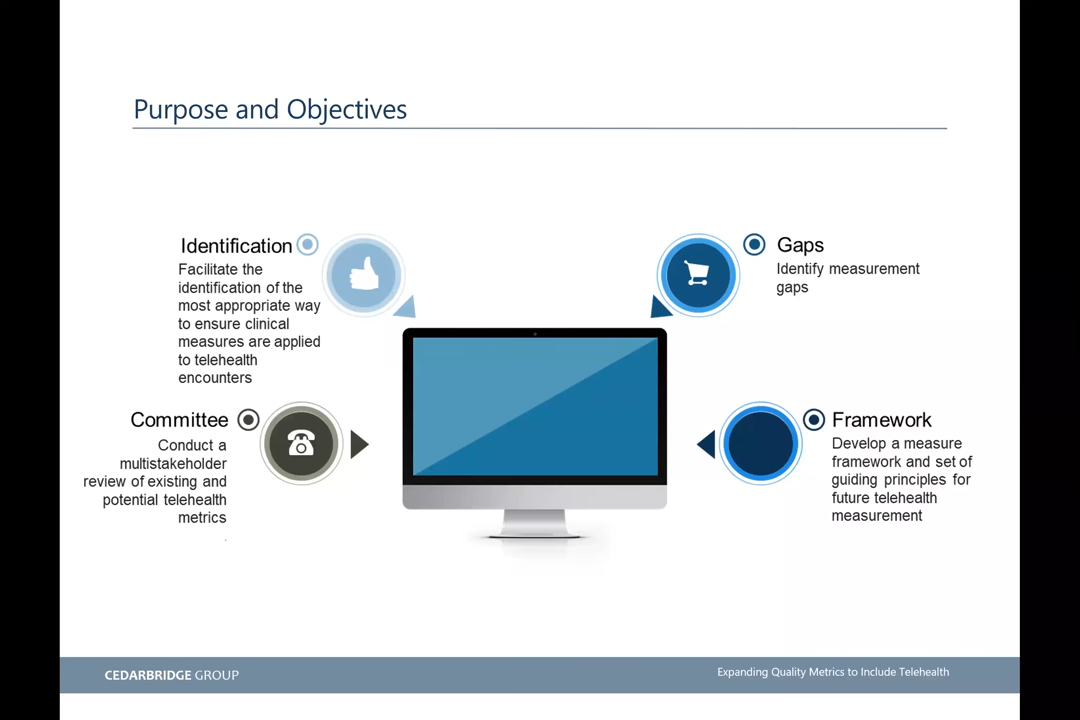 Purpose and Objectives
Identification
Facilitate the
identification of the
most appropriate way
to ensure clinical
measures are applied
to telehealth
encounters
Gaps
Identify measurement
gaps
Committee
Conduct a
multistakeholder
review of existing and
potential telehealth
metrics
.
Framework
Develop a measure
framework and set of
guiding principles for
future telehealth
measurement
CEDARBRIDGE GROUP
Expanding Quality Metrics to Include Telehealth